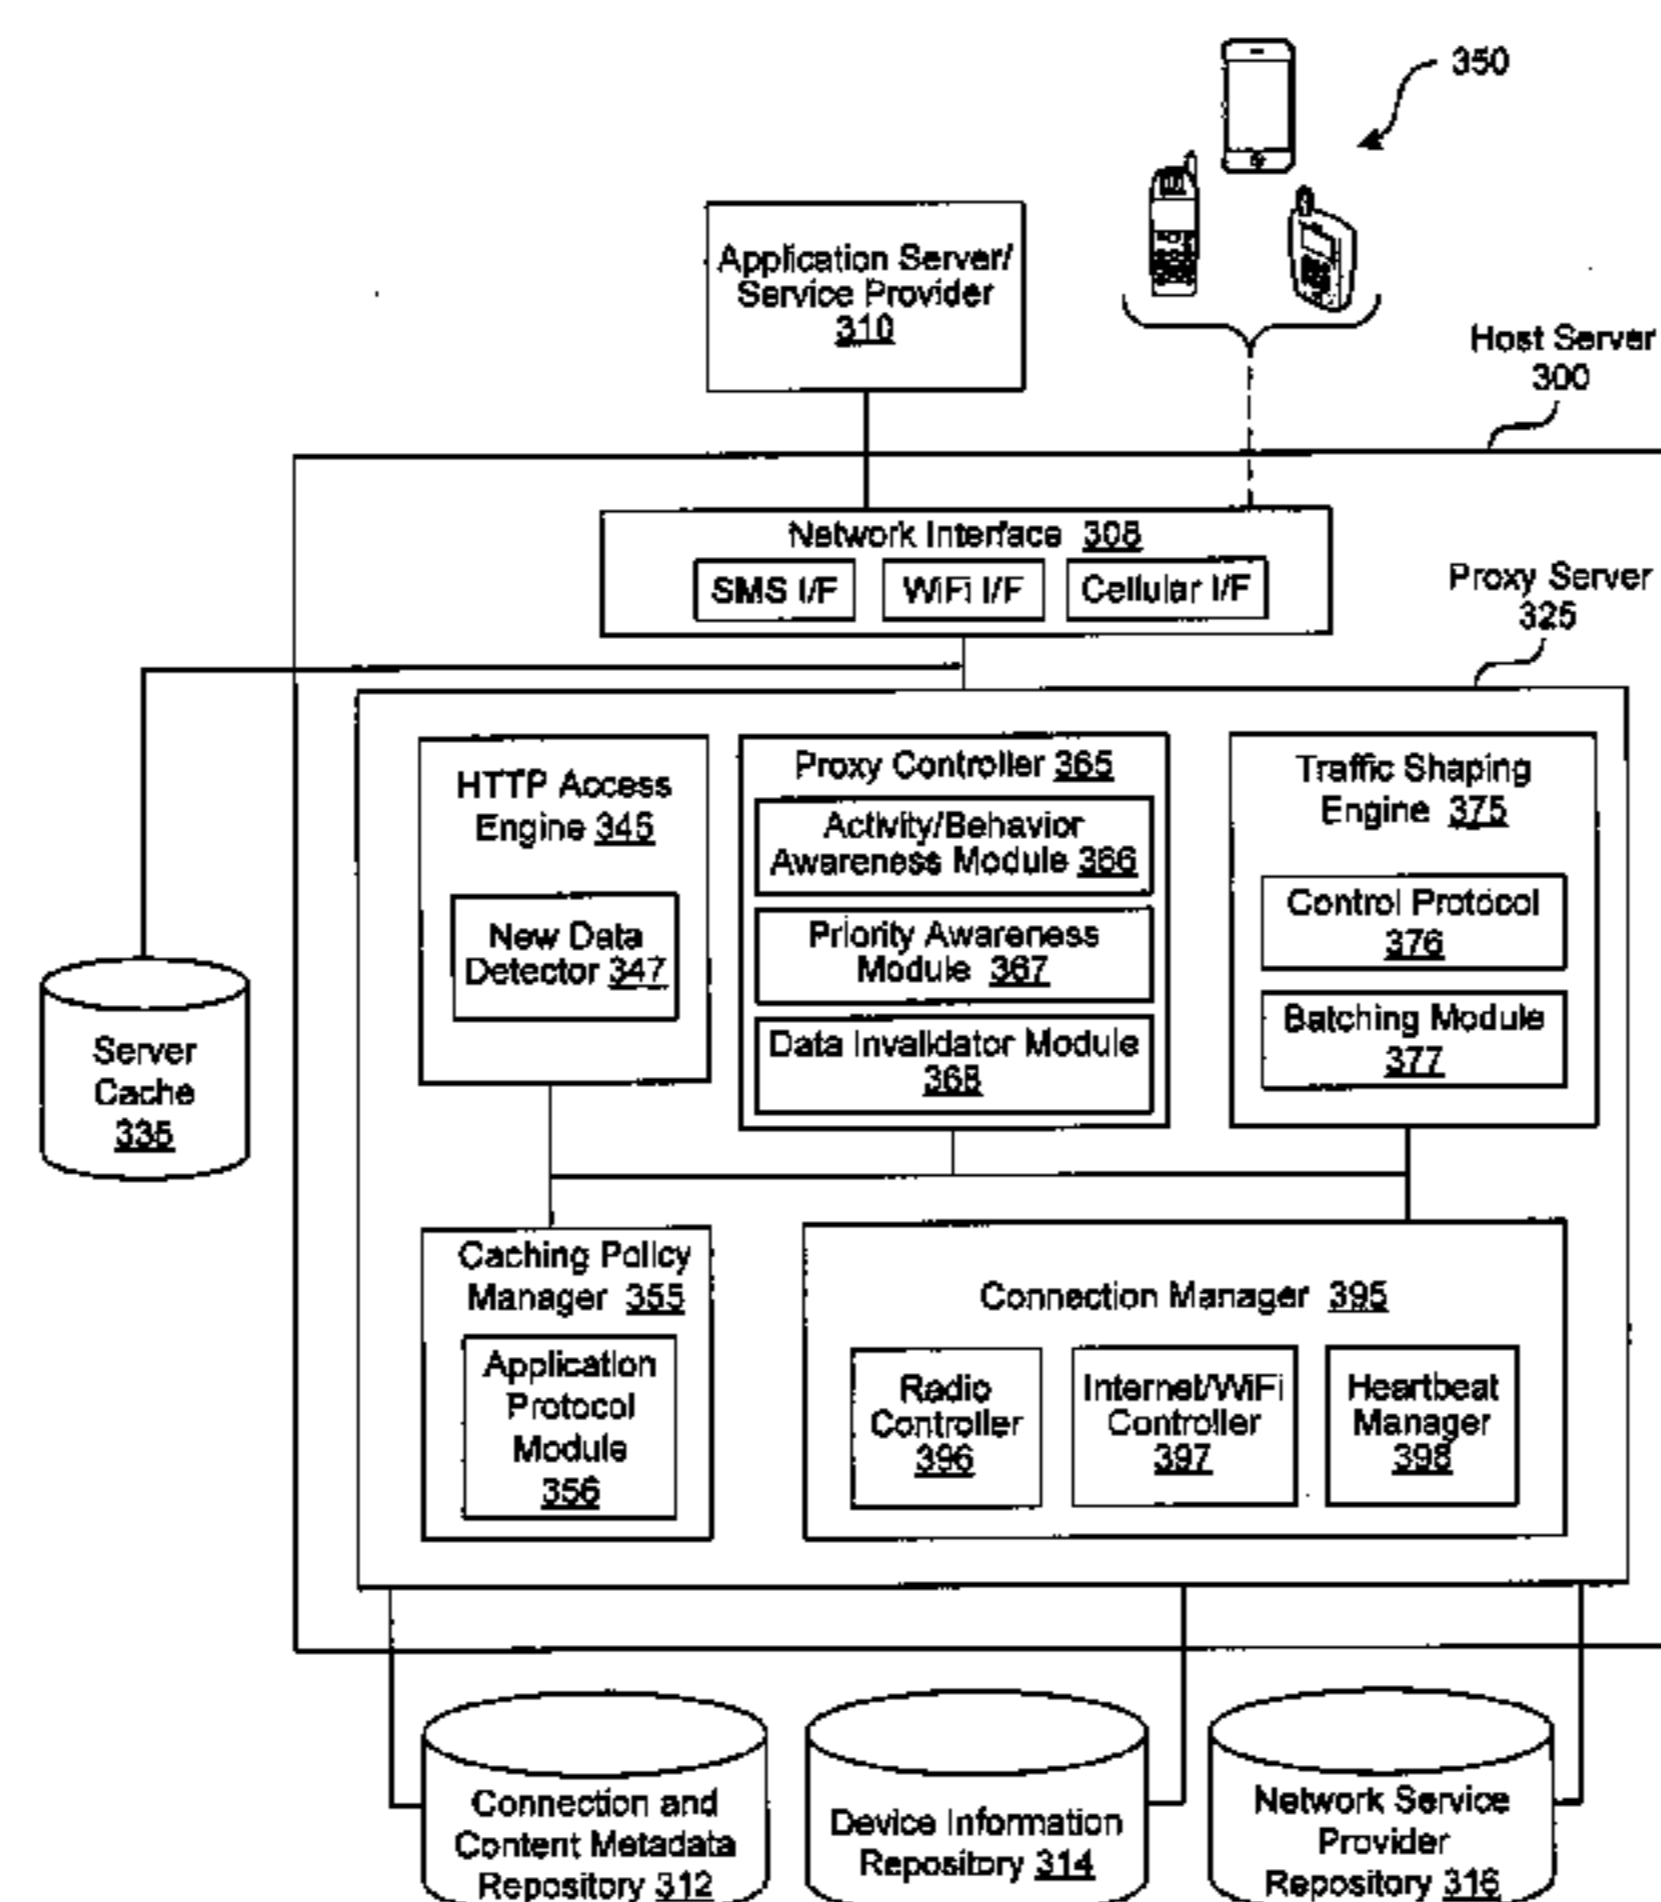 350
Application Server/
Service Provider
310
Host Server
300
Network Interface 308
SMS I/F
WiFi I/F
Cellular I/F
Proxy Server
325
HTTP Access
Engine 345
New Data
Detector 347
Proxy Controller 365
Activity/Behavior
Awareness Module 366
Priority Awareness
Module 367
Data Invalidator Module
368
Traffic Shaping
Engine 375
Control Protocol
376
Batching Module
377
Server
Cache
335
Caching Policy
Manager 355
Application
Protocol
Module
356
Connection Manager 395
Radio
Controller
396
Internet/WiFi
Controller
397
Heartbeat
Manager
398
Connection and
Content Metadata
Repository 312
Device Information
Repository 314
Network Service
Provider
Repository 316